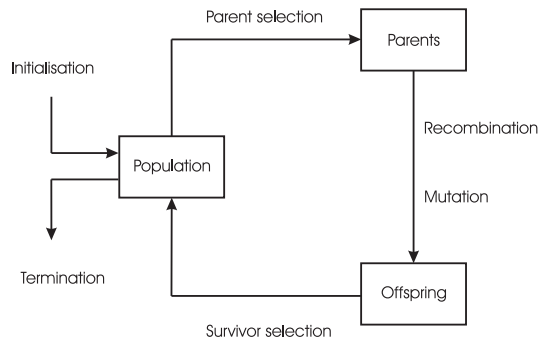 Parent selection
Parents
Initialisation
Recombination
Population
Mutation
Termination
Offspring
Survivor selection